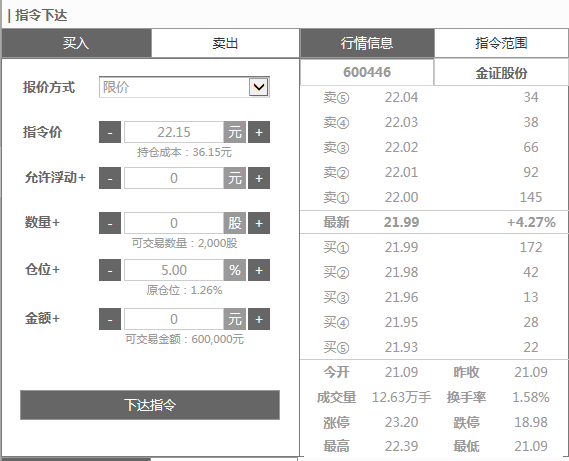 | 指令下达
买入 卖出
报价方式 限价
指令价 - 22.15 元 +
持仓成本：36.15元
允许浮动+ - 0 元 +
数量+ - 0 股 +
可交易数量：2,000股
仓位+ - 5.00 % +
原仓位：1.26%
金额+ - 0 元 +
可交易金额：600,000元
下达指令
行情信息 指令范围
600446 金证股份
卖⑤ 22.04 34
卖④ 22.03 38
卖③ 22.02 66
卖② 22.01 92
卖① 22.00 145
最新 21.99 +4.27%
买① 21.99 172
买② 21.98 42
买③ 21.96 13
买④ 21.95 28
买⑤ 21.93 22
今开 21.09 昨收 21.09
成交量 12.63万手 换手率 1.58%
涨停 23.20 跌停 18.98
最高 22.39 最低 21.09